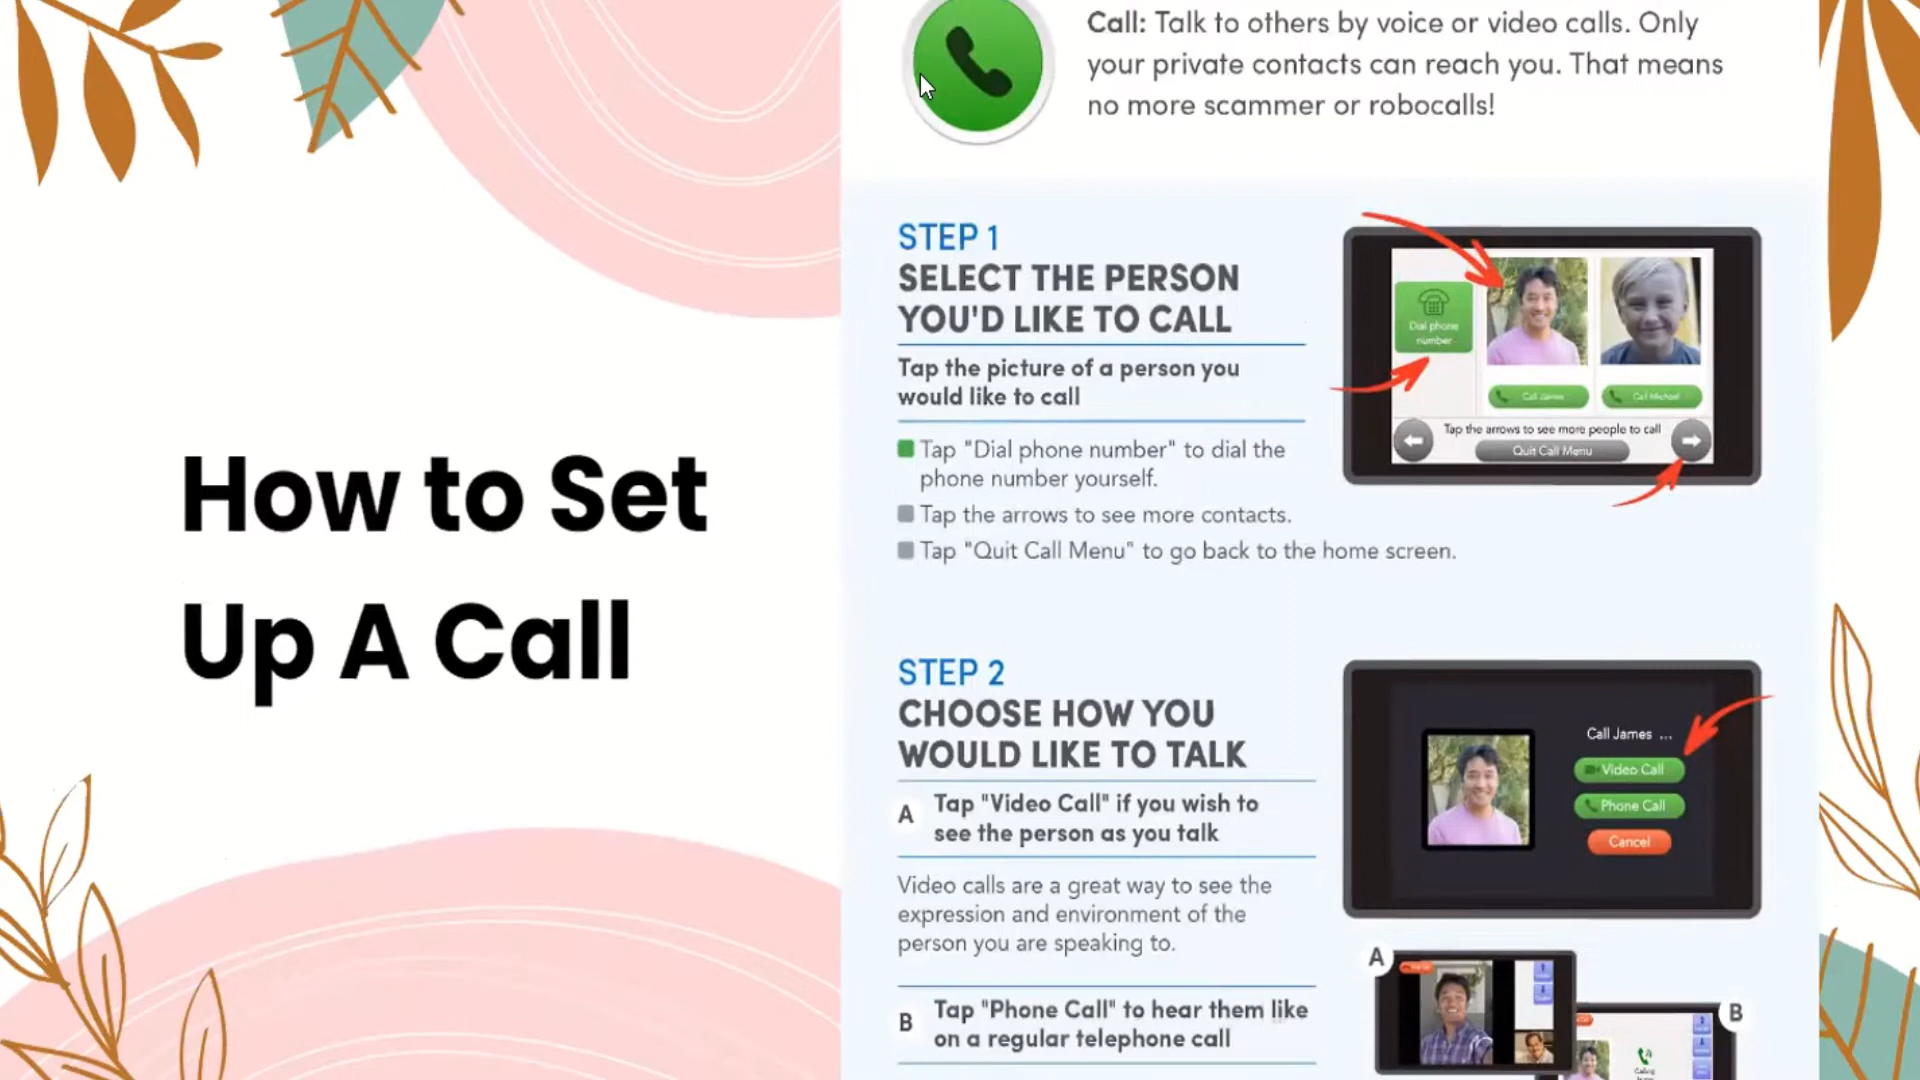 How to Set
Up A Call
Call: Talk to others by voice or video calls. Only
your private contacts can reach you. That means
no more scammer or robocalls!
STEP 1
SELECT THE PERSON
YOU'D LIKE TO CALL
Tap the picture of a person you
would like to call
Tap "Dial phone number" to dial the
phone number yourself.
Tap the arrows to see more contacts.
Tap "Quit Call Menu" to go back to the home screen.
Dial phone
number
Call James
Call Michael
Tap the arrows to see more people to call
Quit Call Menu
STEP 2
CHOOSE HOW YOU
WOULD LIKE TO TALK
A Tap "Video Call" if you wish to
see the person as you talk
Video calls are a great way to see the
expression and environment of the
person you are speaking to.
B Tap "Phone Call" to hear them like
on a regular telephone call
Call James ...
Video Call
Phone Call
Cancel
A
B